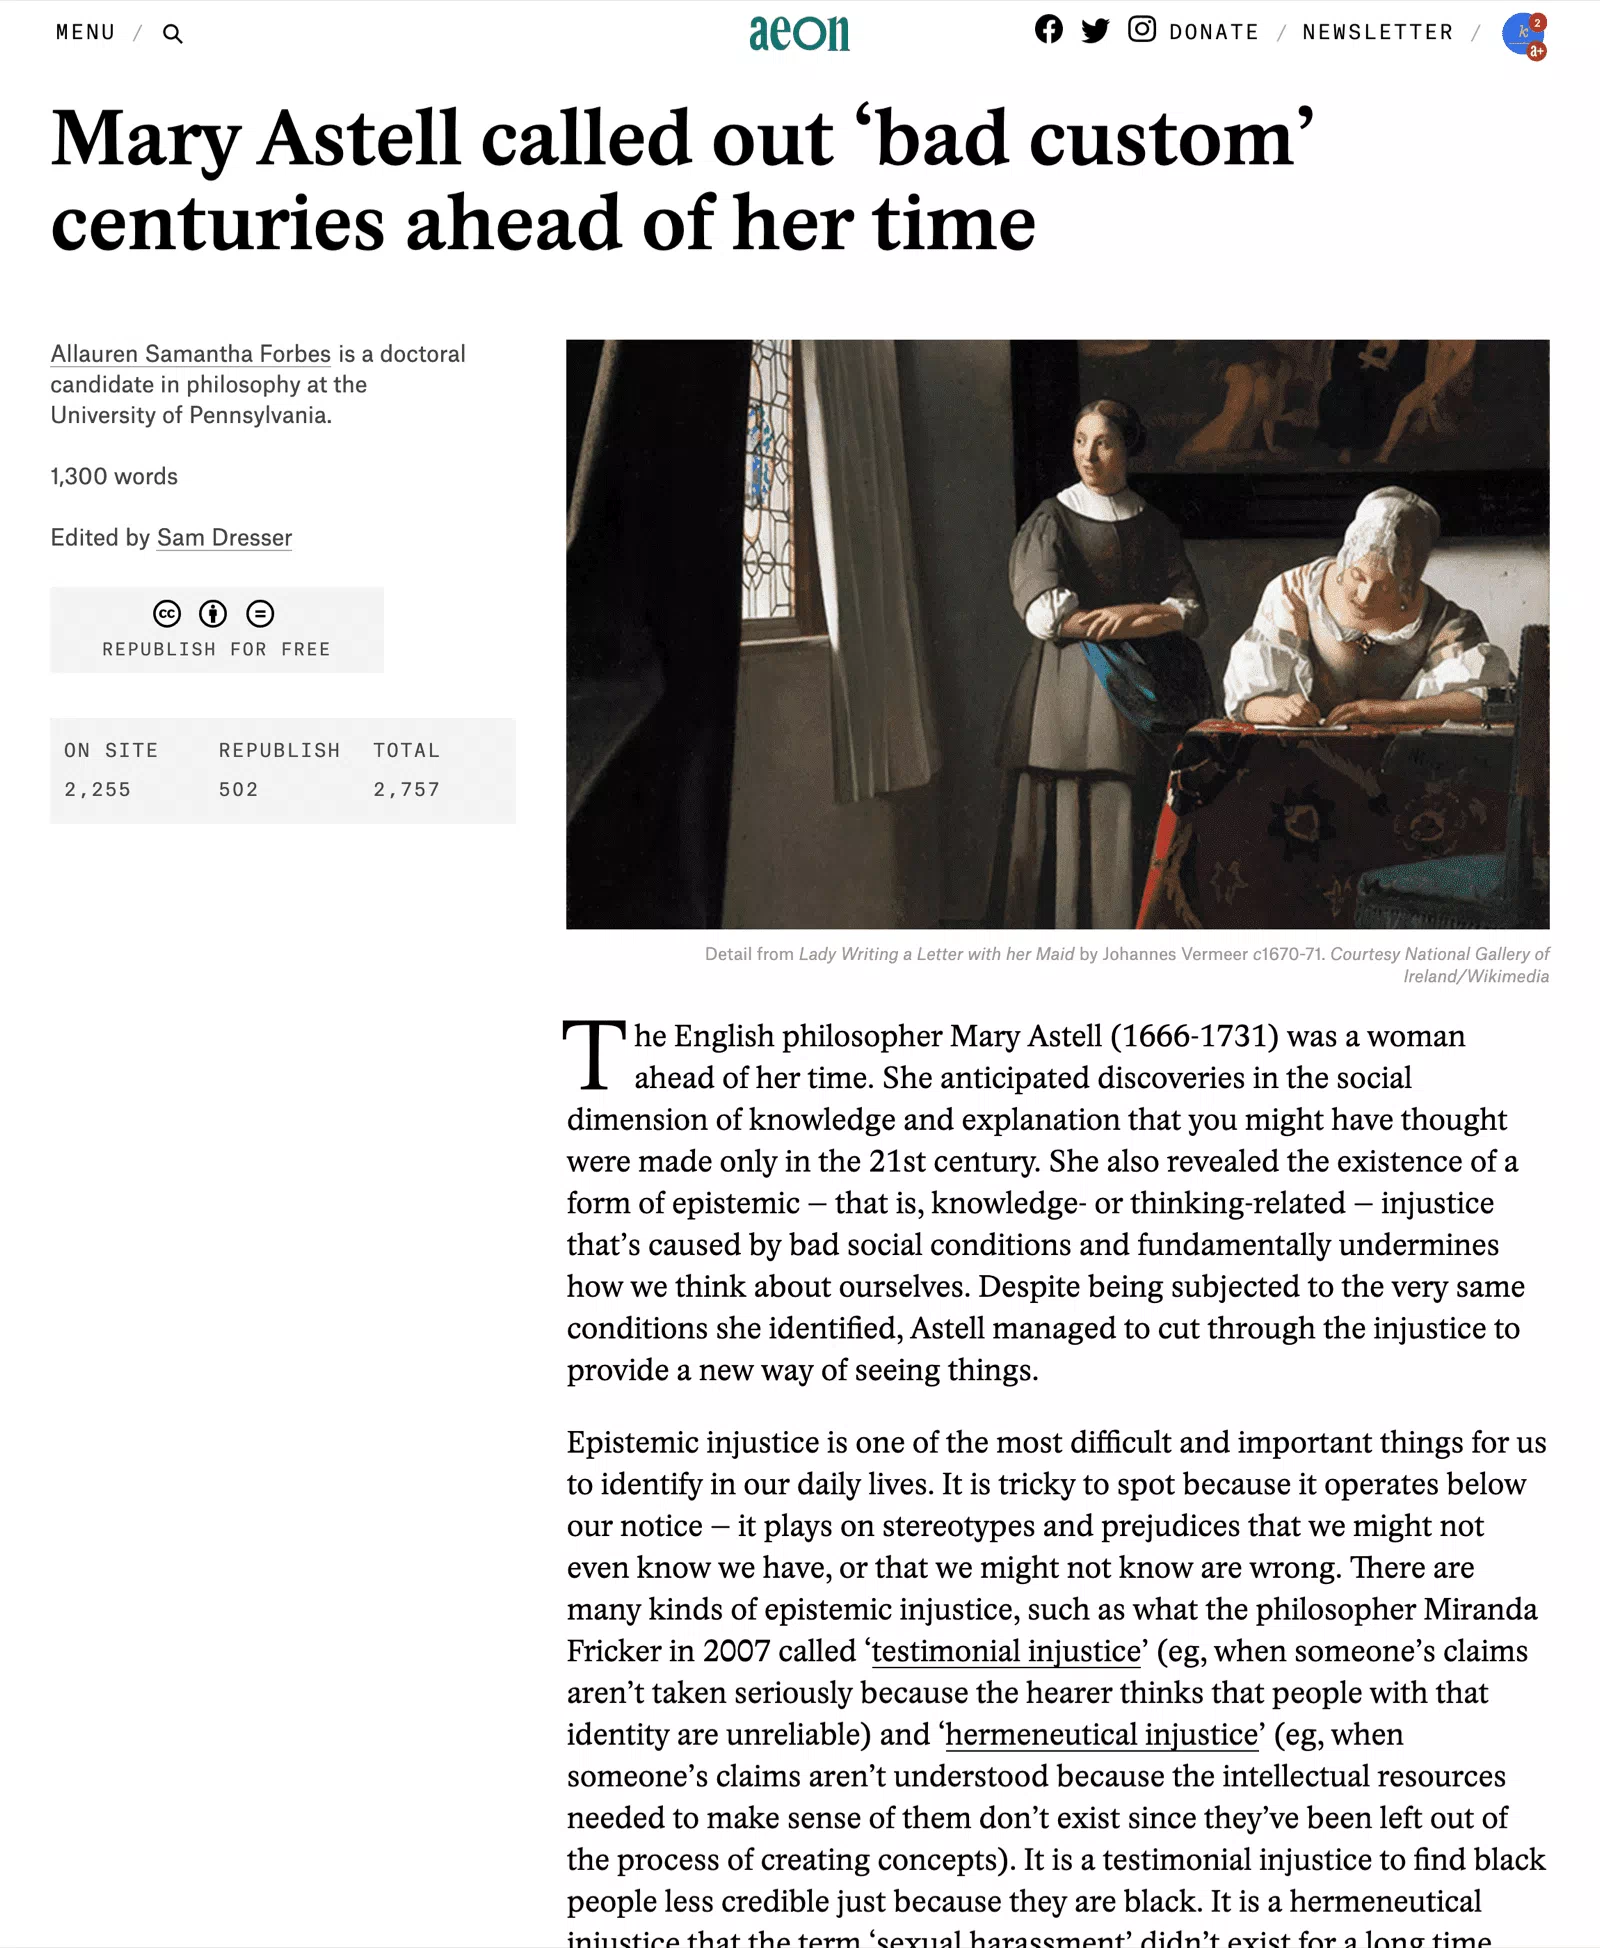 MENU / aeon DONATE / NEWSLETTER / k 2 a+
Mary Astell called out ‘bad custom’
centuries ahead of her time
Allauren Samantha Forbes is a doctoral
candidate in philosophy at the
University of Pennsylvania.
1,300 words
Edited by Sam Dresser
cc
REPUBLISH FOR FREE
ON SITE REPUBLISH TOTAL
2,255 502 2,757
Detail from Lady Writing a Letter with her Maid by Johannes Vermeer c1670-71. Courtesy National Gallery of
Ireland/Wikimedia
The English philosopher Mary Astell (1666-1731) was a woman
ahead of her time. She anticipated discoveries in the social
dimension of knowledge and explanation that you might have thought
were made only in the 21st century. She also revealed the existence of a
form of epistemic – that is, knowledge- or thinking-related – injustice
that’s caused by bad social conditions and fundamentally undermines
how we think about ourselves. Despite being subjected to the very same
conditions she identified, Astell managed to cut through the injustice to
provide a new way of seeing things.
Epistemic injustice is one of the most difficult and important things for us
to identify in our daily lives. It is tricky to spot because it operates below
our notice – it plays on stereotypes and prejudices that we might not
even know we have, or that we might not know are wrong. There are
many kinds of epistemic injustice, such as what the philosopher Miranda
Fricker in 2007 called ‘testimonial injustice’ (eg, when someone’s claims
aren’t taken seriously because the hearer thinks that people with that
identity are unreliable) and ‘hermeneutical injustice’ (eg, when
someone’s claims aren’t understood because the intellectual resources
needed to make sense of them don’t exist since they’ve been left out of
the process of creating concepts). It is a testimonial injustice to find black
people less credible just because they are black. It is a hermeneutical
injustice that the term ‘sexual harassment’ didn’t exist for a long time